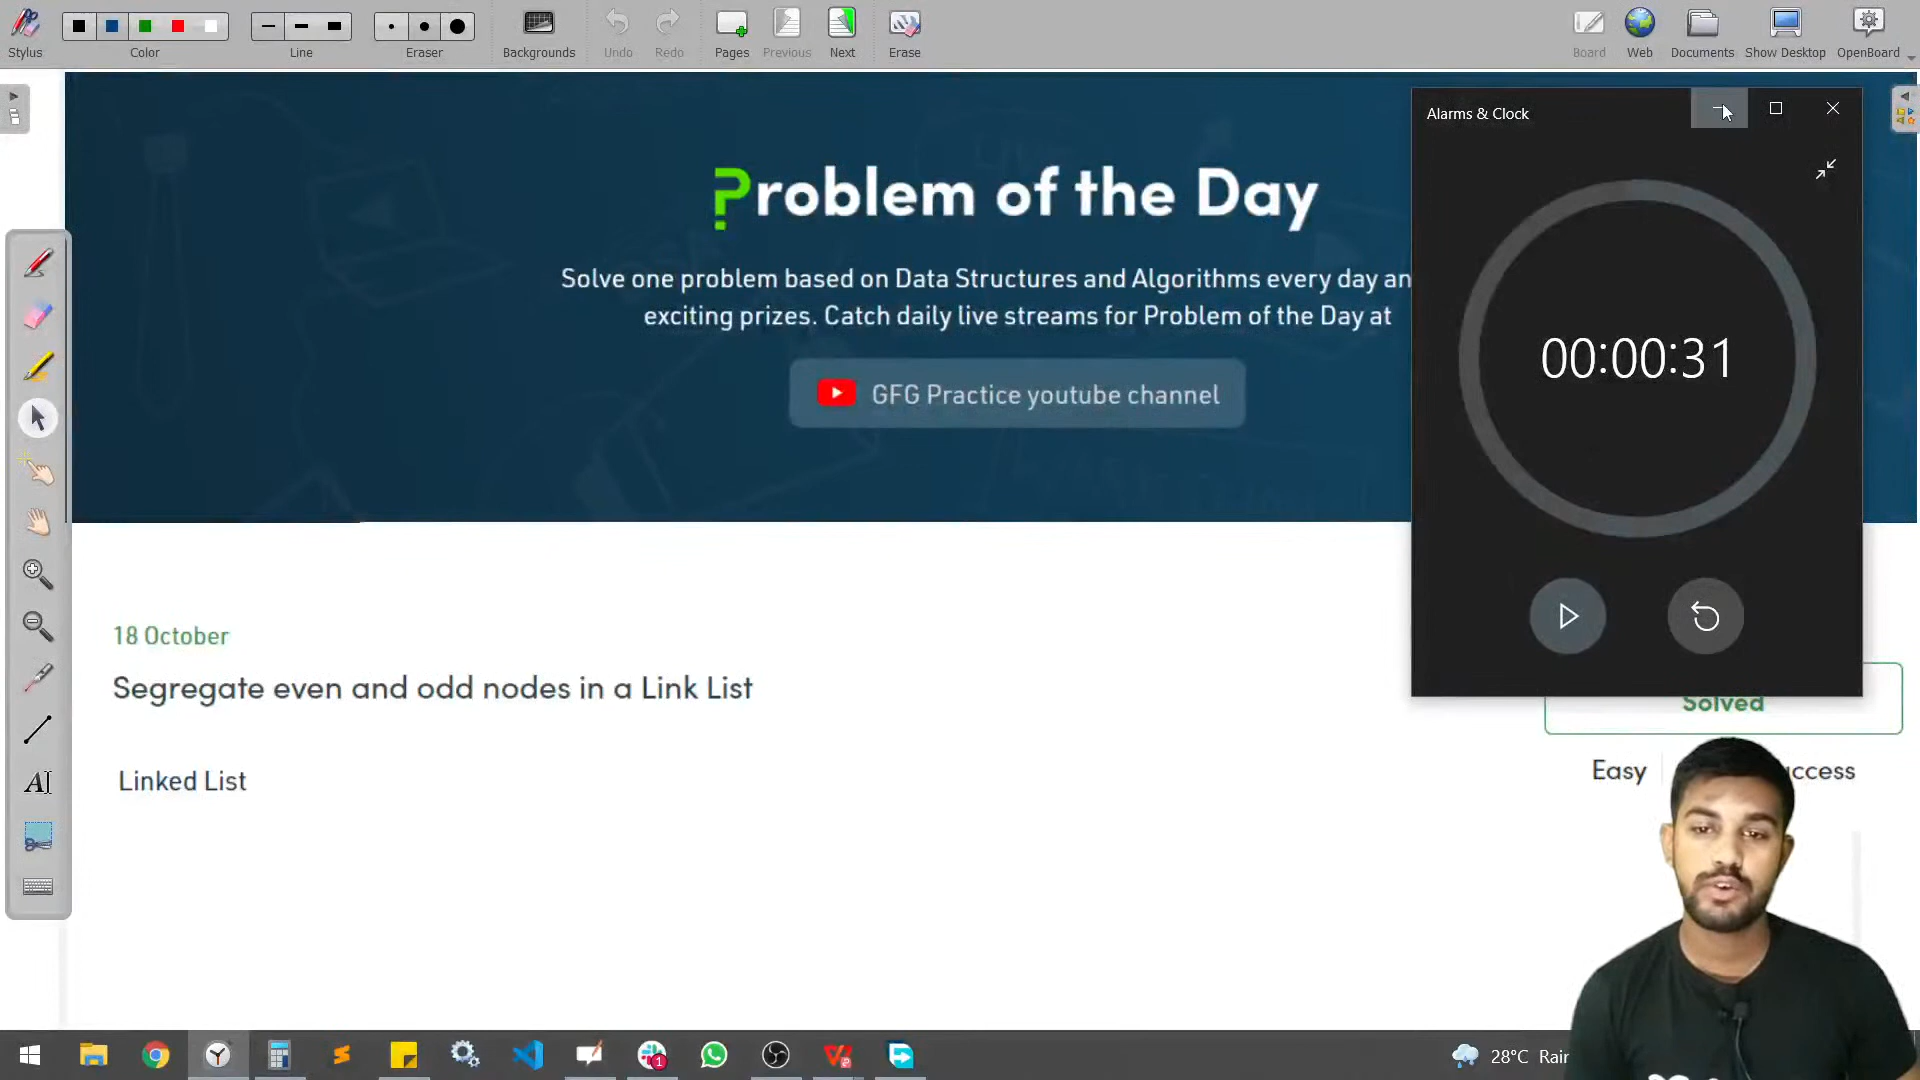 Stylus
Color
Line
Eraser
Backgrounds
Undo
Redo
Pages
Previous
Next
Erase
Board
Web
Documents
Show Desktop
OpenBoard
Alarms & Clock
Problem of the Day
Solve one problem based on Data Structures and Algorithms every day an
exciting prizes. Catch daily live streams for Problem of the Day at
GFG Practice youtube channel
00:00:31
18 October
Segregate even and odd nodes in a Link List
Solved
Linked List
Easy
ccess
AI
1
28°C Rair